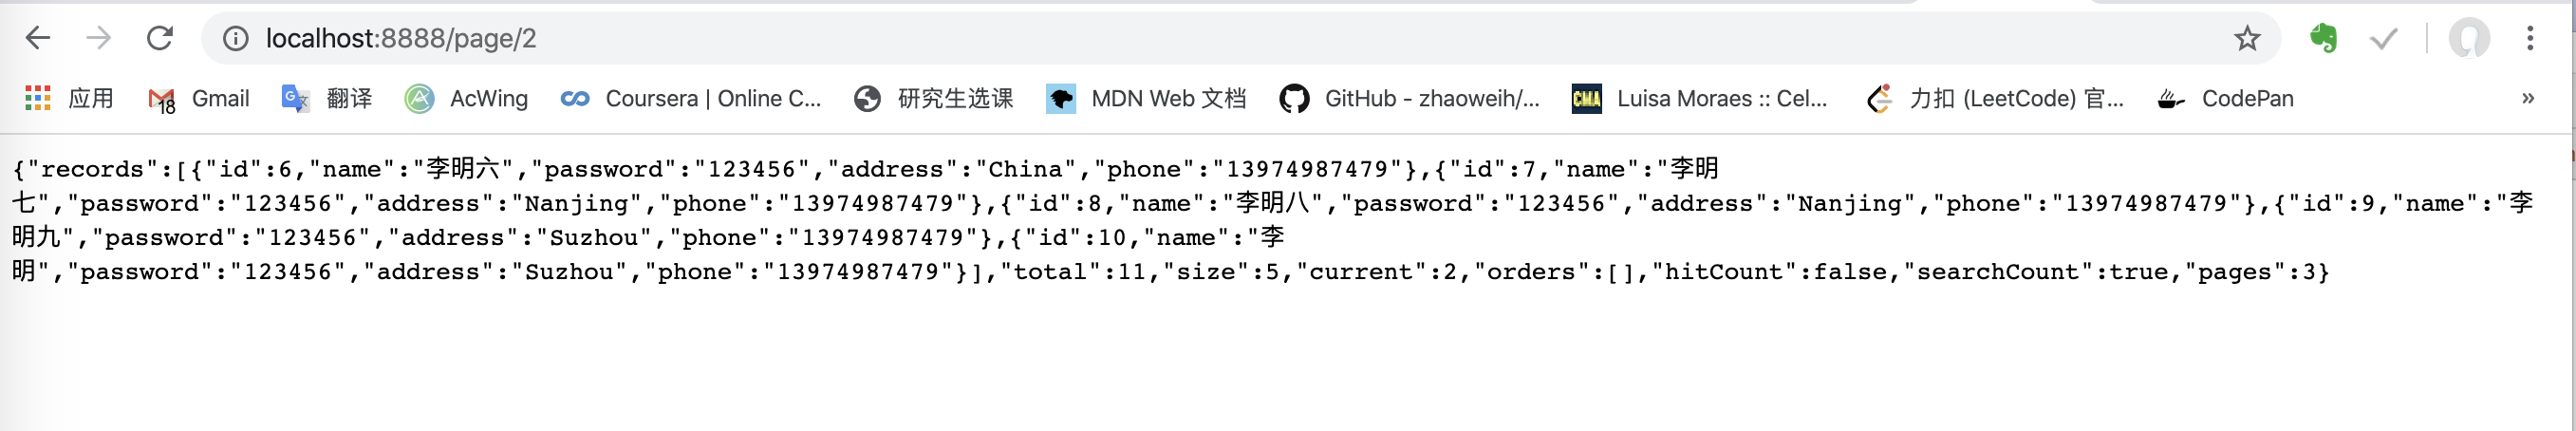 localhost:8888/page/2
应用 18 Gmail 翻译 AcWing Coursera | Online C... 研究生选课 MDN Web 文档 GitHub - zhaoweih/... CMA Luisa Moraes :: Cel... 力扣 (LeetCode) 官... CodePan »
{"records":[{"id":6,"name":"李明六","password":"123456","address":"China","phone":"13974987479"},{"id":7,"name":"李明
七","password":"123456","address":"Nanjing","phone":"13974987479"},{"id":8,"name":"李明八","password":"123456","address":"Nanjing","phone":"13974987479"},{"id":9,"name":"李
明九","password":"123456","address":"Suzhou","phone":"13974987479"},{"id":10,"name":"李
明","password":"123456","address":"Suzhou","phone":"13974987479"}],"total":11,"size":5,"current":2,"orders":[],"hitCount":false,"searchCount":true,"pages":3}